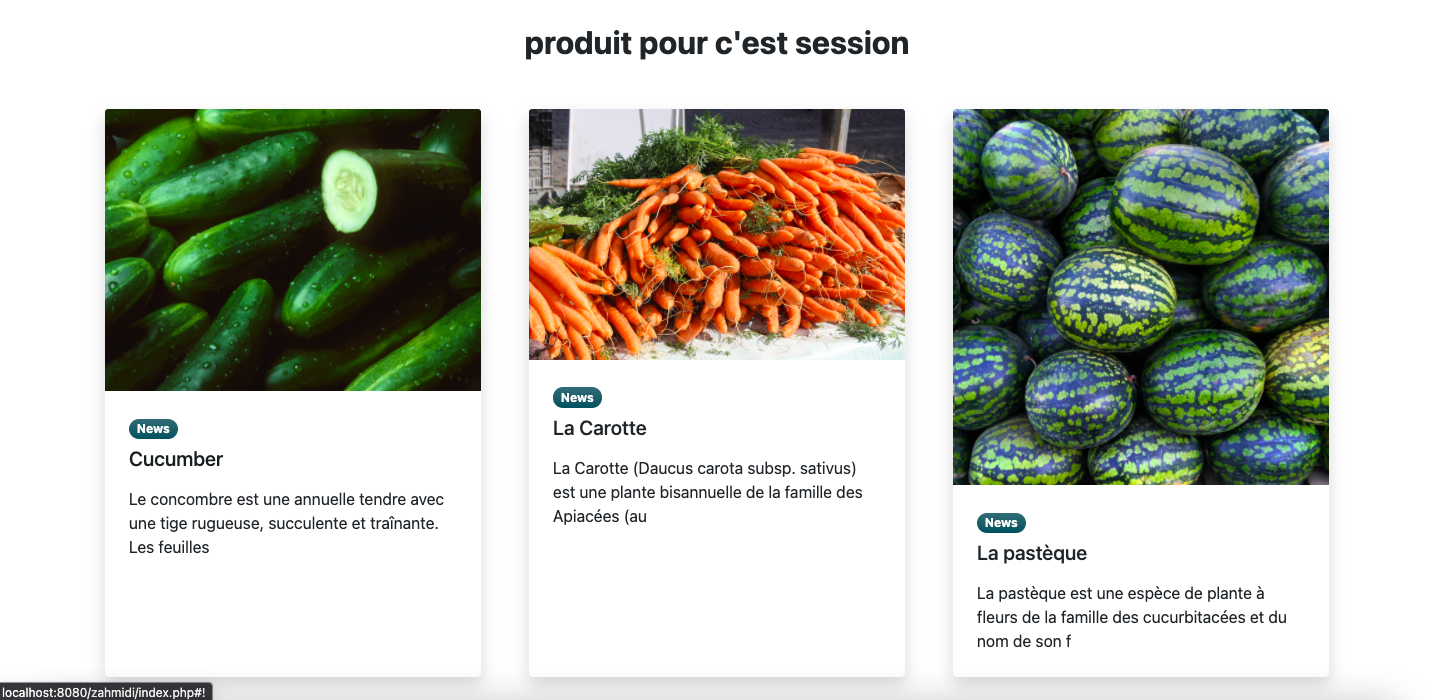 produit pour c'est session
News
Cucumber
Le concombre est une annuelle tendre avec
une tige rugueuse, succulente et traînante.
Les feuilles
News
La Carotte
La Carotte (Daucus carota subsp. sativus)
est une plante bisannuelle de la famille des
Apiacées (au
News
La pastèque
La pastèque est une espèce de plante à
fleurs de la famille des cucurbitacées et du
nom de son f
localhost:8080/zahmidi/index.php#!